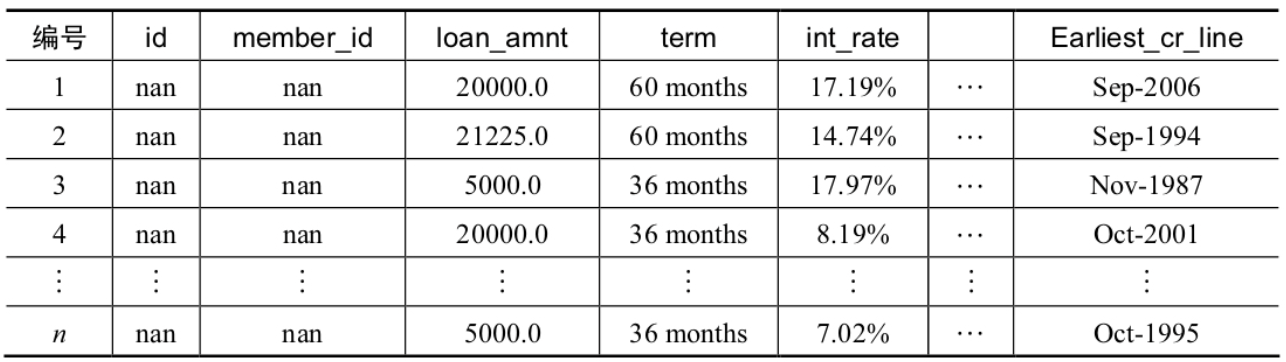 编号 id member_id loan_amnt term int_rate Earliest_cr_line
1 nan nan 20000.0 60 months 17.19% ⋯ Sep-2006
2 nan nan 21225.0 60 months 14.74% ⋯ Sep-1994
3 nan nan 5000.0 36 months 17.97% ⋯ Nov-1987
4 nan nan 20000.0 36 months 8.19% ⋯ Oct-2001
⋮ ⋮ ⋮ ⋮ ⋮ ⋮ ⋮ ⋮
n nan nan 5000.0 36 months 7.02% ⋯ Oct-1995